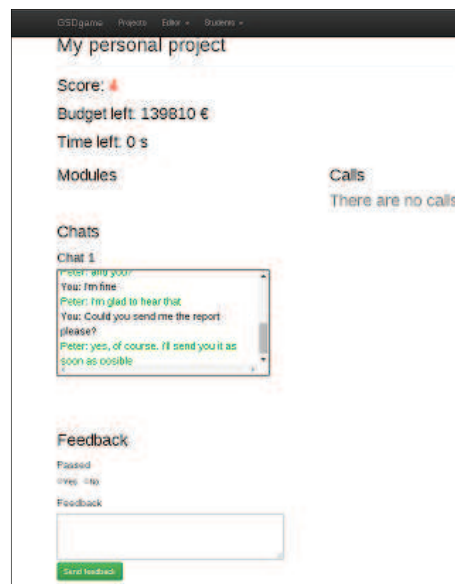 GSDgame Projects Editor Students
My personal project
Score: 4
Budget left: 139810 €
Time left: 0 s
Modules
Calls
There are no calls
Chats
Chat 1
Peter: and you?
You: I'm fine
Peter: I'm glad to hear that
You: Could you send me the report
please?
Peter: yes, of course. I'll send you it as
soon as posible
Feedback
Passed
Yes No
Feedback
Send feedback